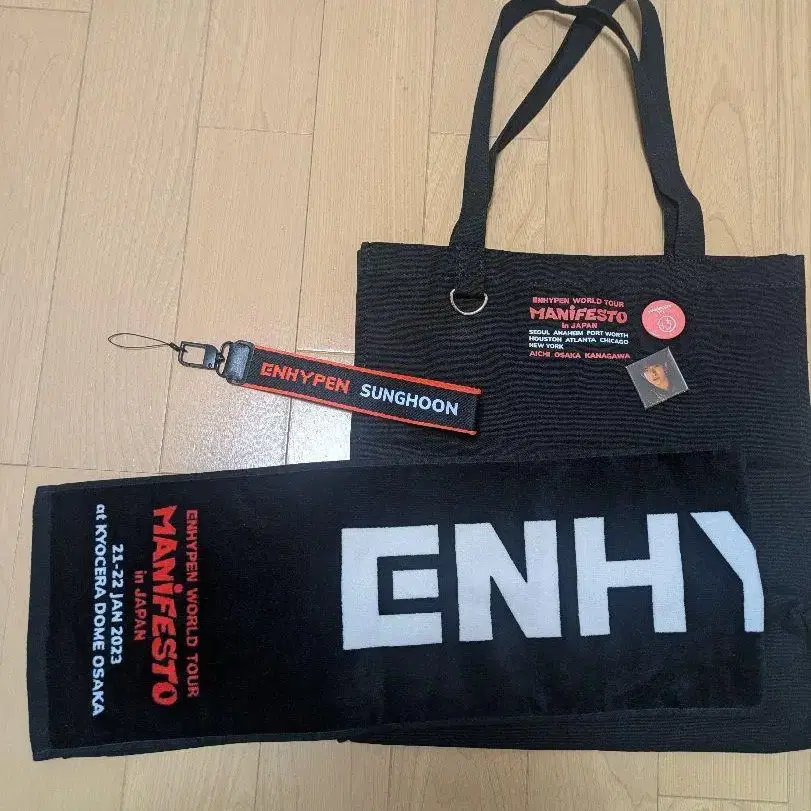 ENHYPEN WORLD TOUR
MANIFESTO
in JAPAN
SEOUL ANAHEIM FORT WORTH
HOUSTON ATLANTA CHICAGO
NEW YORK
AICHI OSAKA KANAGAWA
ENHYPEN SUNGHOON
ENHY
ENHYPEN WORLD TOUR
MANIFESTO
in JAPAN
21-22 JAN 2023
at KYOCERA DOME OSAKA